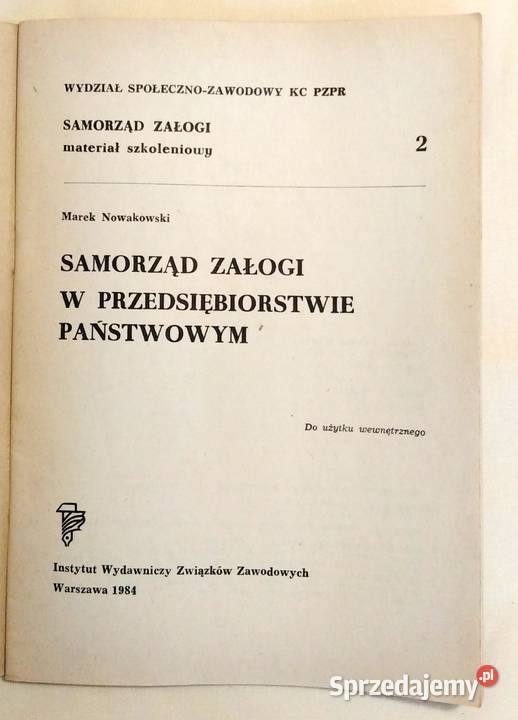 WYDZIAŁ SPOŁECZNO-ZAWODOWY KC PZPR
SAMORZĄD ZAŁOGI
materiał szkoleniowy
2
Marek Nowakowski
SAMORZĄD ZAŁOGI
W PRZEDSIĘBIORSTWIE
PAŃSTWOWYM
Do użytku wewnętrznego
Instytut Wydawniczy Związków Zawodowych
Warszawa 1984
Sprzedajemy.pl